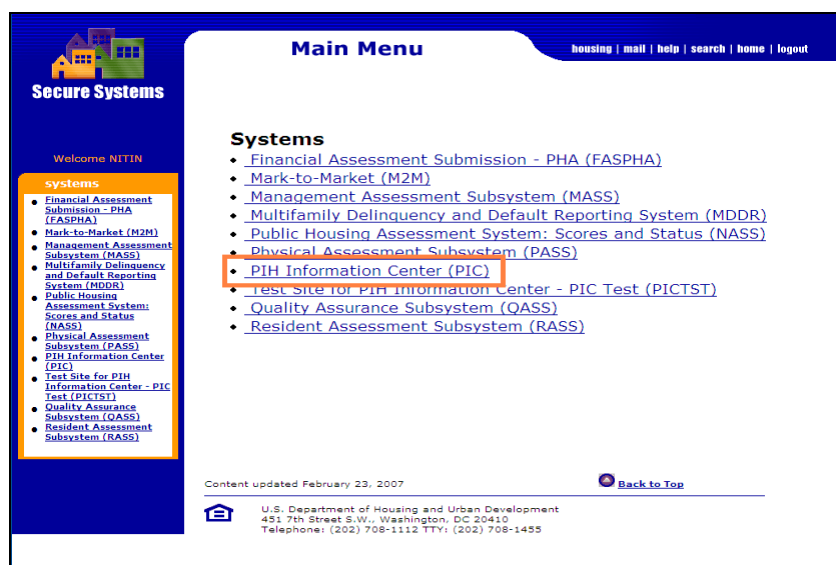 Main Menu
housing | mail | help | search | home | logout
Secure Systems
Welcome NITIN
systems
Financial Assessment
Submission - PHA
(FASPHA)
Mark-to-Market (M2M)
Management Assessment
Subsystem (MASS)
Multifamily Delinquency
and Default Reporting
System (MDDR)
Public Housing
Assessment System:
Scores and Status
(NASS)
Physical Assessment
Subsystem (PASS)
PIH Information Center
(PIC)
Test Site for PIH
Information Center - PIC
Test (PICTST)
Quality Assurance
Subsystem (QASS)
Resident Assessment
Subsystem (RASS)
Systems
Financial Assessment Submission - PHA (FASPHA)
Mark-to-Market (M2M)
Management Assessment Subsystem (MASS)
Multifamily Delinquency and Default Reporting System (MDDR)
Public Housing Assessment System: Scores and Status (NASS)
Physical Assessment Subsystem (PASS)
PIH Information Center (PIC)
Test Site for PIH Information Center - PIC Test (PICTST)
Quality Assurance Subsystem (QASS)
Resident Assessment Subsystem (RASS)
Content updated February 23, 2007
Back to Top
U.S. Department of Housing and Urban Development
451 7th Street S.W., Washington, DC 20410
Telephone: (202) 708-1112 TTY: (202) 708-1455